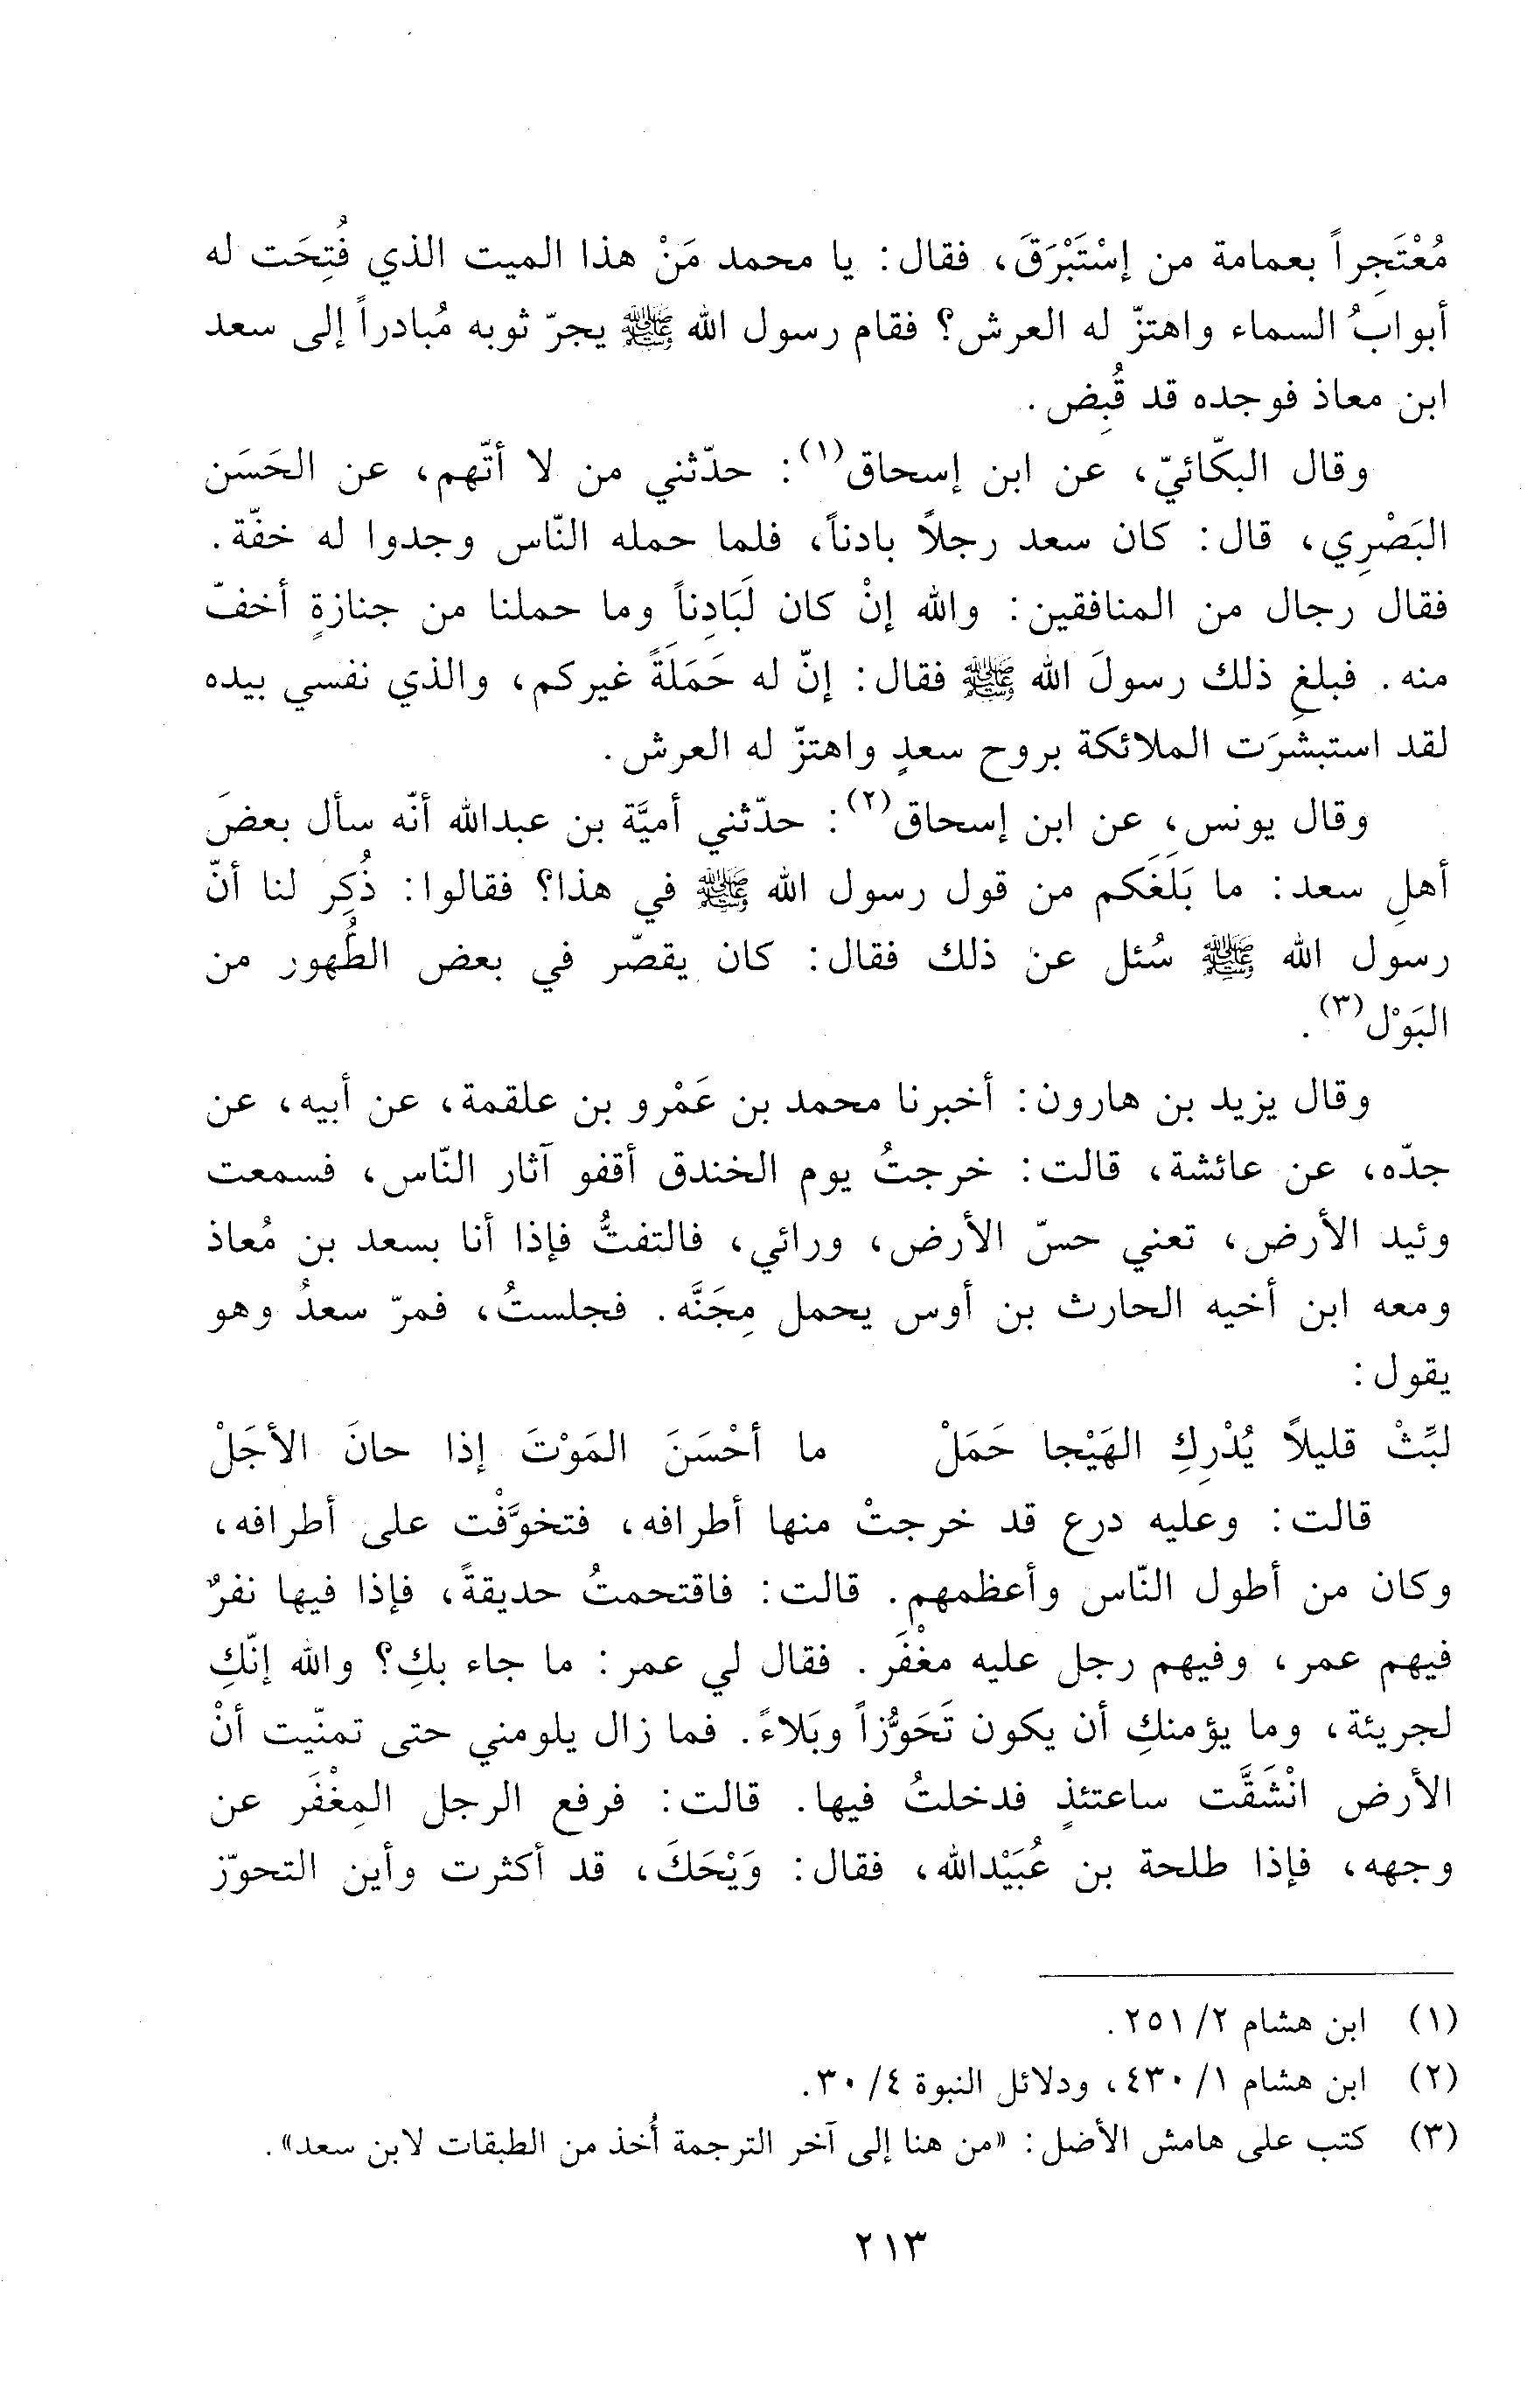 مُعْتَجِراً بعمامة من إسْتَبْرَقَ، فقال: يا محمد مَنْ هذا الميت الذي فُتِحَت له
أبوابُ السماء واهتزّ له العرش؟ فقام رسول الله ﷺ يجرّ ثوبه مُبادراً إلى سعد
ابن معاذ فوجده قد قُبِض.
وقال البكّائيّ، عن ابن إسحاق(١): حدّثني من لا أتّهم، عن الحَسَن
البَصْرِي، قال: كان سعد رجلاً بادناً، فلما حمله النّاس وجدوا له خفّة.
فقال رجال من المنافقين: والله إنْ كان لَبَادِناً وما حملنا من جنازةٍ أخفّ
منه. فبلغِ ذلك رسولَ الله ﷺ فقال: إنّ له حَمَلَةً غيركم، والذي نفسي بيده
لقد استبشرَت الملائكة بروح سعدٍ واهتزّ له العرش.
وقال يونس، عن ابن إسحاق(٢): حدّثني أميَّة بن عبدالله أنّه سأل بعضَ
أهلِ سعد: ما بَلَغَكم من قول رسول الله ﷺ في هذا؟ فقالوا: ذُكِر لنا أنّ
رسول الله ﷺ سُئل عن ذلك فقال: كان يقصّر في بعض الطُّهور من
البَوْل(٣).
وقال يزيد بن هارون: أخبرنا محمد بن عَمْرو بن علقمة، عن أبيه، عن
جدّه، عن عائشة، قالت: خرجتُ يوم الخندق أقفو آثار النّاس، فسمعت
وئيد الأرض، تعني حسّ الأرض، ورائي، فالتفتُّ فإذا أنا بسعد بن مُعاذ
ومعه ابن أخيه الحارث بن أوس يحمل مِجَنَّه. فجلستُ، فمرّ سعدُ وهو
يقول:
لبِّثْ قليلاً يُدْرِكِ الهَيْجا حَمَلْ ما أحْسَنَ المَوْتَ إذا حانَ الأجَلْ
قالت: وعليه درع قد خرجتْ منها أطرافه، فتخوَّفْت على أطرافه،
وكان من أطول النّاس وأعظمهم. قالت: فاقتحمتُ حديقةً، فإذا فيها نفرٌ
فيهم عمر، وفيهم رجل عليه مغْفَر. فقال لي عمر: ما جاء بكِ؟ والله إنّكِ
لجريئة، وما يؤمنكِ أن يكون تَحَوُّزاً وبَلاءً. فما زال يلومني حتى تمنّيت أنْ
الأرض انْشَقَّت ساعتئذٍ فدخلتُ فيها. قالت: فرفع الرجل المِغْفَر عن
وجهه، فإذا طلحة بن عُبَيْدالله، فقال: وَيْحَكَ، قد أكثرت وأين التحوّز
(١) ابن هشام ٢/ ٢٥١.
(٢) ابن هشام ١/ ٤٣٠، ودلائل النبوة ٤/ ٣٠.
(٣) كتب على هامش الأضل: «من هنا إلى آخر الترجمة أُخذ من الطبقات لابن سعد».
٢١٣